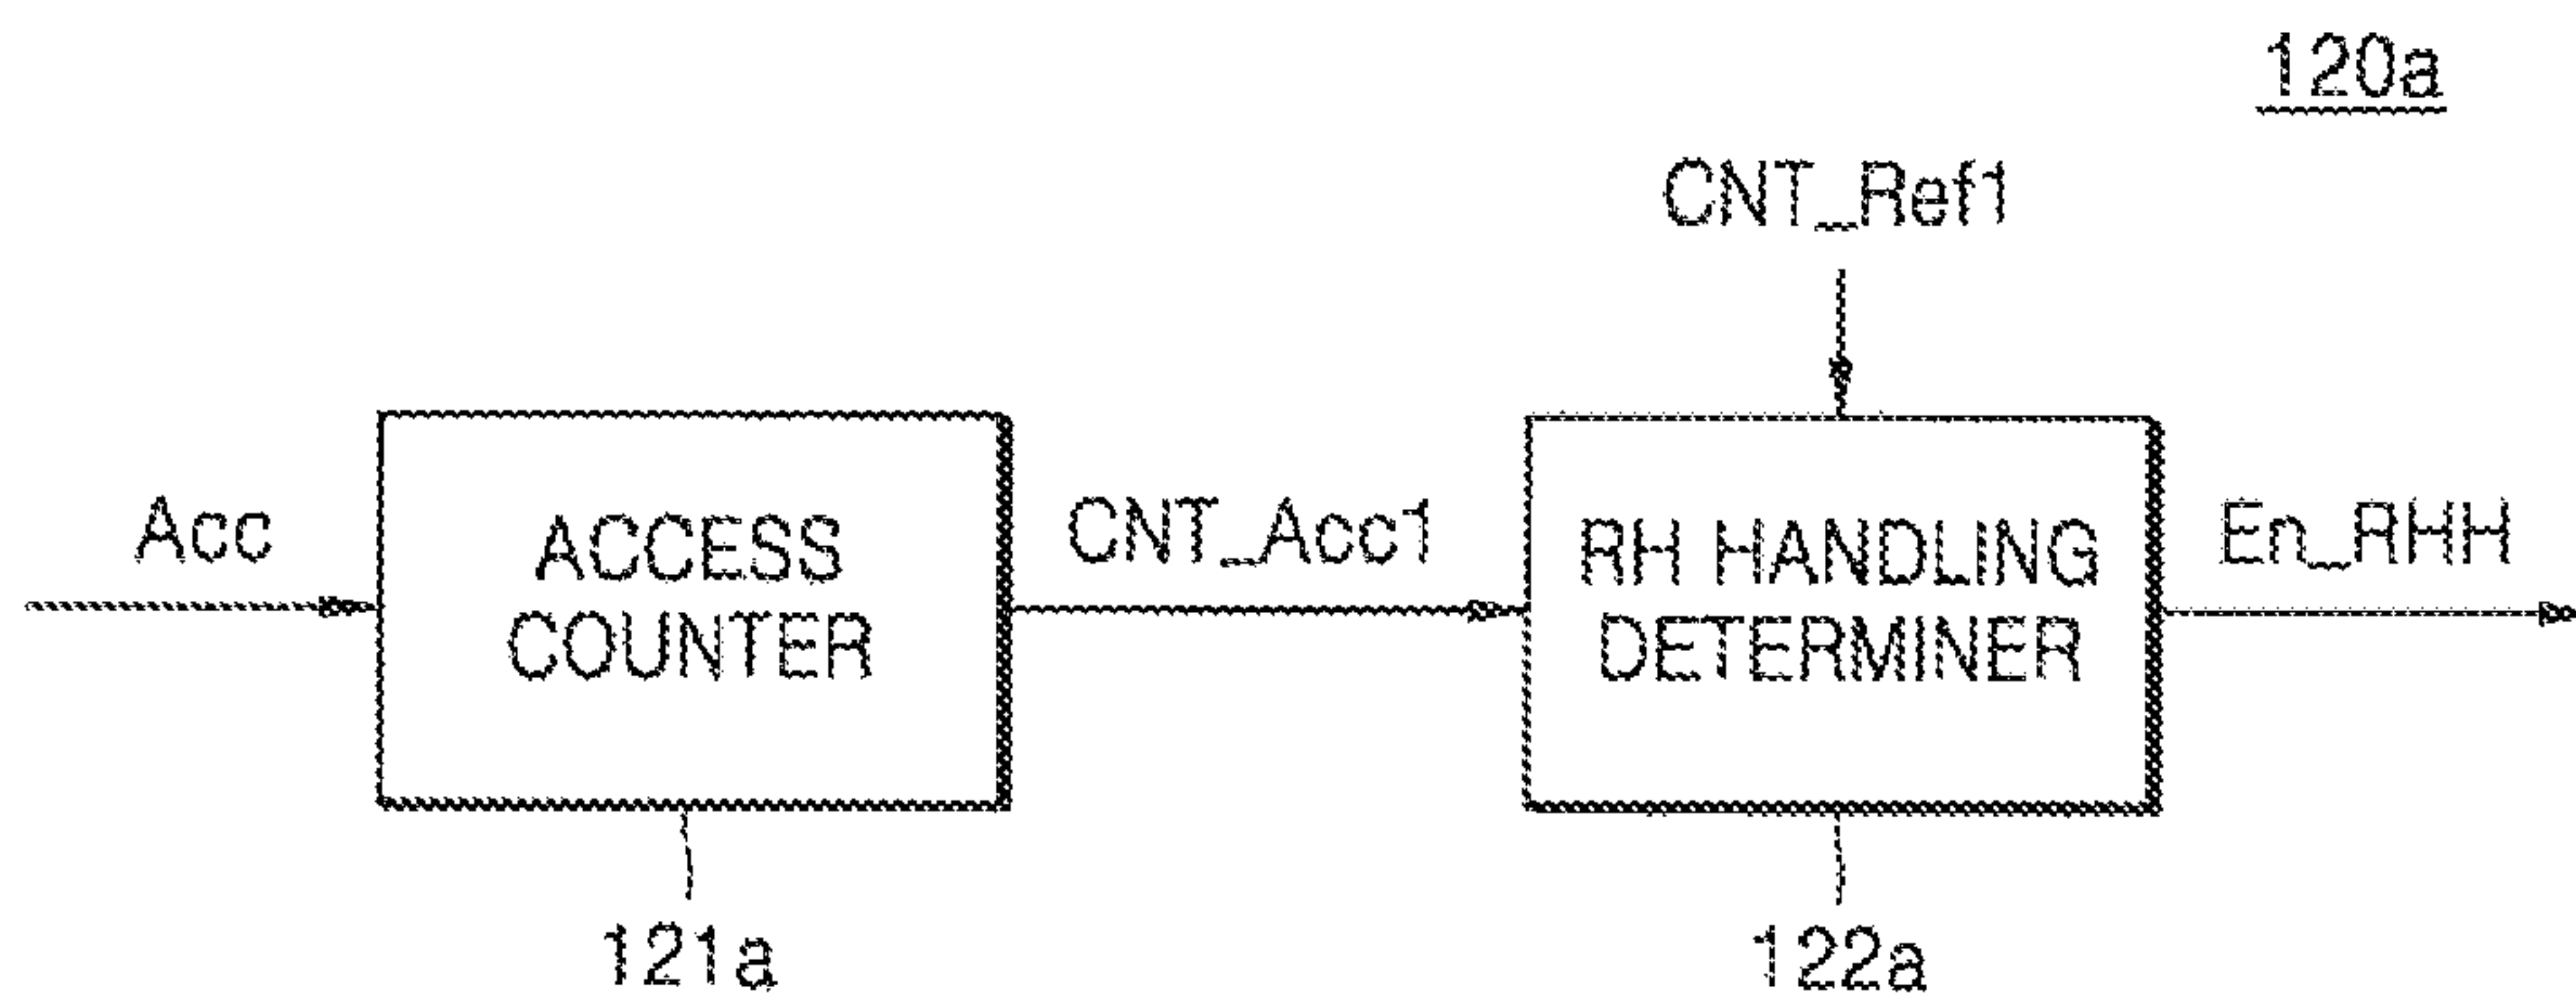 120a
CNT_Ref1
Acc
ACCESS
COUNTER
CNT_Acc1
RH HANDLING
DETERMINER
En_RHH
121a
122a